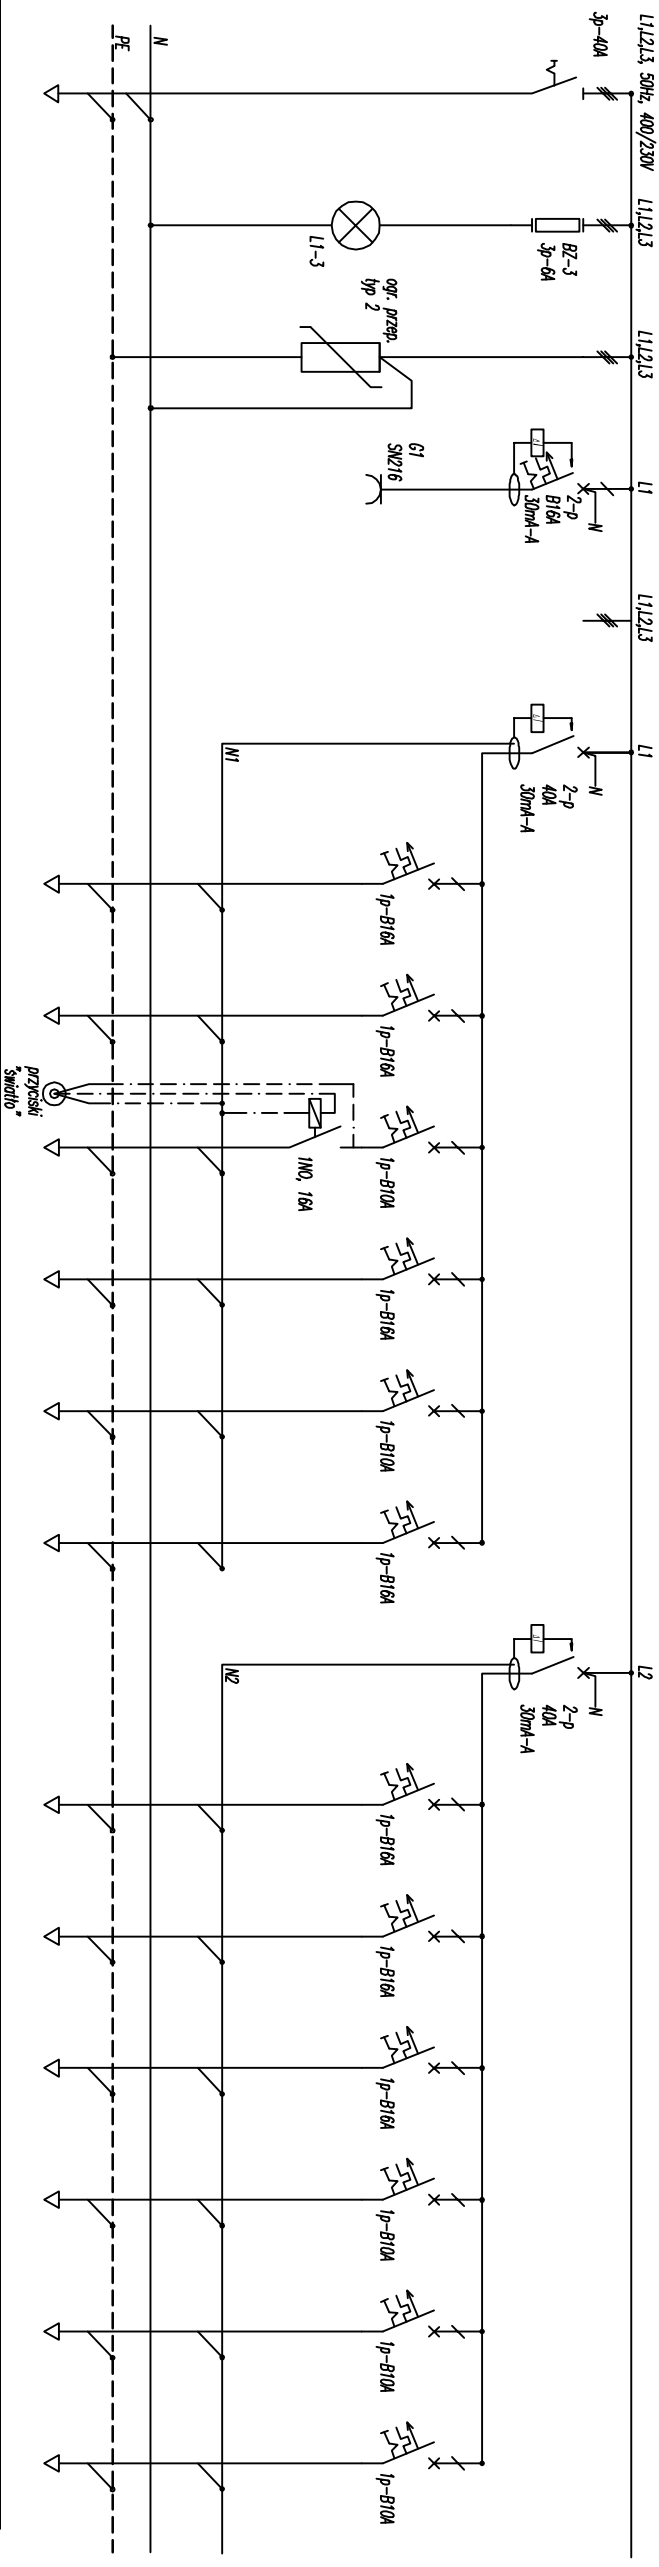 L1,L2,L3, 50Hz, 400/230V
3p-40A
N
PE
L1,L2,L3
BZ-3
3p-6A
L1-3
L1,L2,L3
ogr. przep.
typ 2
L1
N
2-p
B16A
30mA-A
G1
SN216
L1,L2,L3
L1
N
2-p
40A
30mA-A
N1
1p-B16A
1p-B16A
1p-B10A
1NO, 16A
przyciski
"światło"
1p-B16A
1p-B10A
1p-B16A
L2
N
2-p
40A
30mA-A
N2
1p-B16A
1p-B16A
1p-B16A
1p-B10A
1p-B10A
1p-B10A